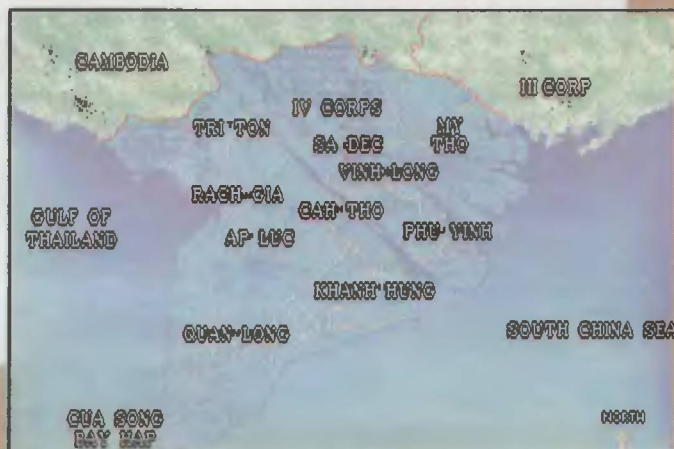 CAMBODIA
III CORP
IV CORPS
TRI-TON
MY
THO
SA-DEC
VINH-LONG
RACH-GIA
CAH-THO
GULF OF
THAILAND
AP-LUC
PHU-VINH
KHANH-HUNG
QUAN-LONG
SOUTH CHINA SEA
CUA SONG
BAY HAP
NORTH